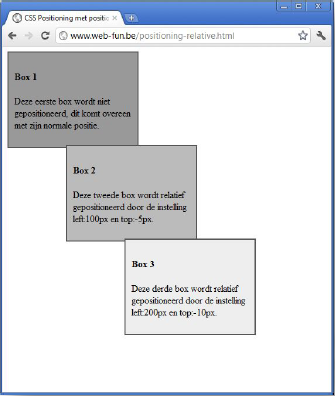 CSS Positioning met positie
www.web-fun.be/positioning-relative.html
Box 1
Deze eerste box wordt niet
gepositioneerd, dit komt overeen
met zijn normale positie.
Box 2
Deze tweede box wordt relatief
gepositioneerd door de instelling
left:100px en top:-5px.
Box 3
Deze derde box wordt relatief
gepositioneerd door de instelling
left:200px en top:-10px.